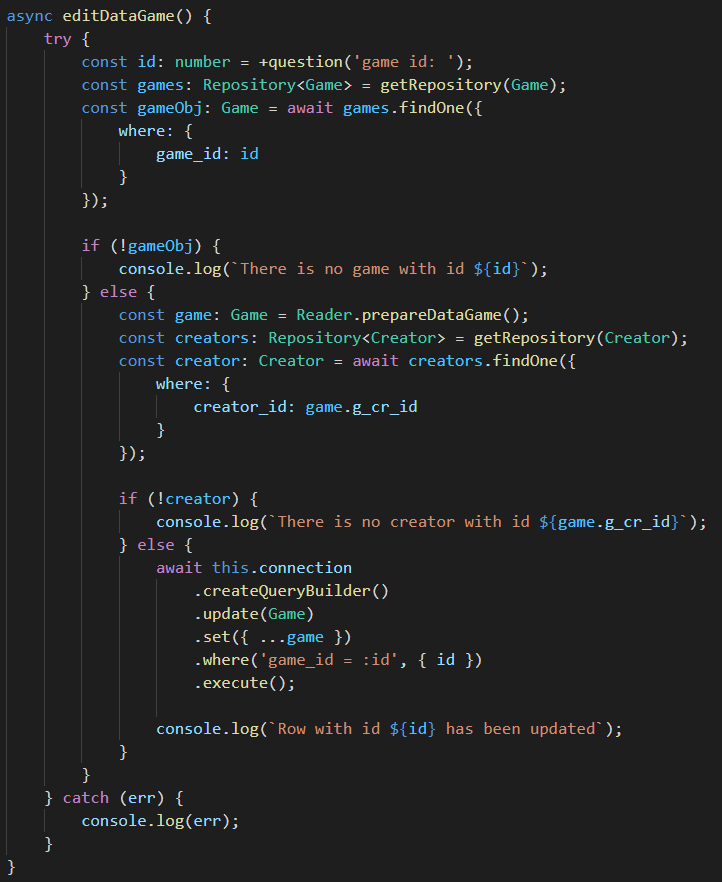 async editDataGame() {
    try {
        const id: number = +question('game id: ');
        const games: Repository<Game> = getRepository(Game);
        const gameObj: Game = await games.findOne({
            where: {
                game_id: id
            }
        });

        if (!gameObj) {
            console.log(`There is no game with id ${id}`);
        } else {
            const game: Game = Reader.prepareDataGame();
            const creators: Repository<Creator> = getRepository(Creator);
            const creator: Creator = await creators.findOne({
                where: {
                    creator_id: game.g_cr_id
                }
            });

            if (!creator) {
                console.log(`There is no creator with id ${game.g_cr_id}`);
            } else {
                await this.connection
                    .createQueryBuilder()
                    .update(Game)
                    .set({ ...game })
                    .where('game_id = :id', { id })
                    .execute();

                console.log(`Row with id ${id} has been updated`);
            }
        }
    } catch (err) {
        console.log(err);
    }
}